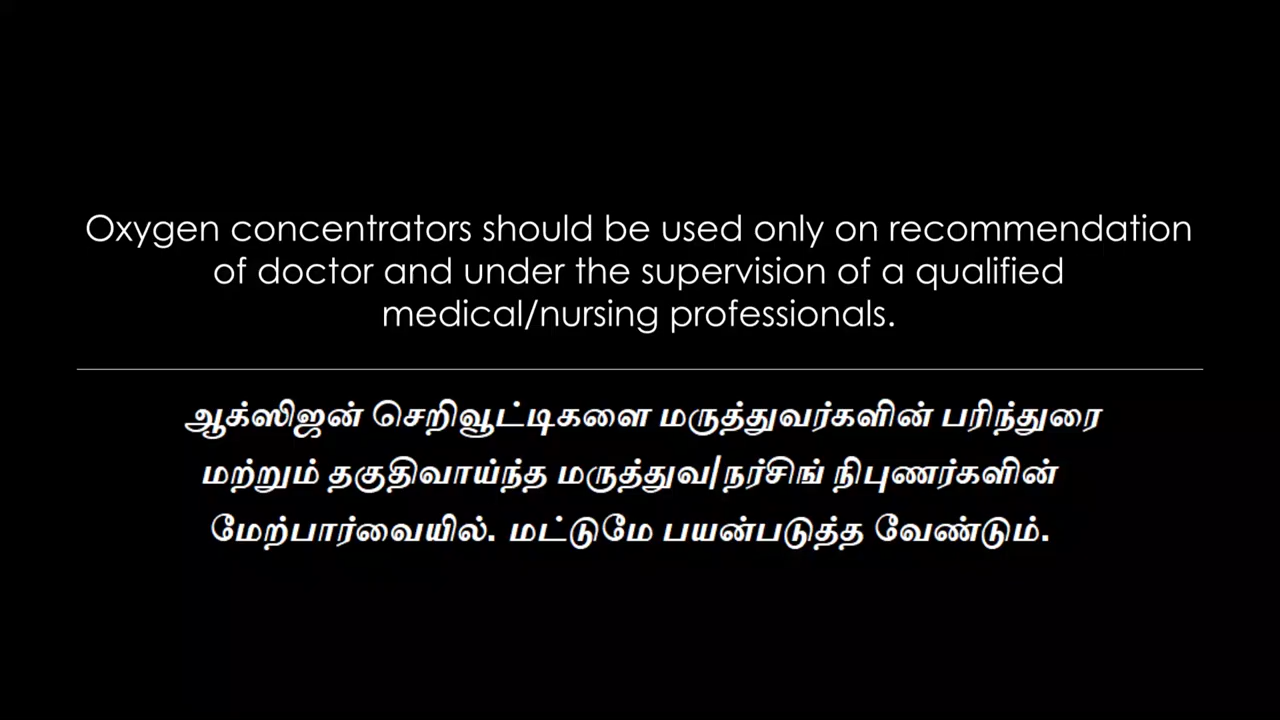 Oxygen concentrators should be used only on recommendation
of doctor and under the supervision of a qualified
medical/nursing professionals.
ஆக்ஸிஜன் செறிவூட்டிகளை மருத்துவர்களின் பரிந்துரை
மற்றும் தகுதிவாய்ந்த மருத்துவ/நர்சிங் நிபுணர்களின்
மேற்பார்வையில். மட்டுமே பயன்படுத்த வேண்டும்.